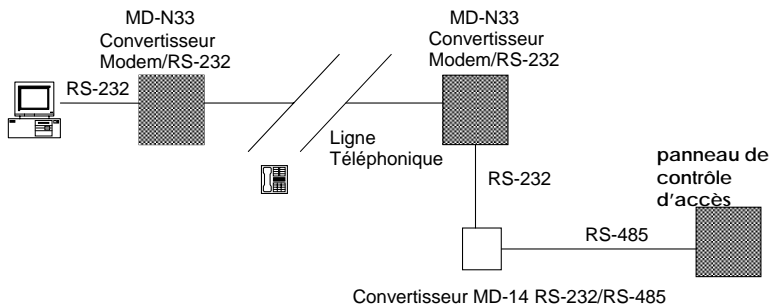 MD-N33
Convertisseur
Modem/RS-232
MD-N33
Convertisseur
Modem/RS-232
RS-232
Ligne
Téléphonique
RS-232
panneau de
contrôle
d'accès
RS-485
Convertisseur MD-14 RS-232/RS-485